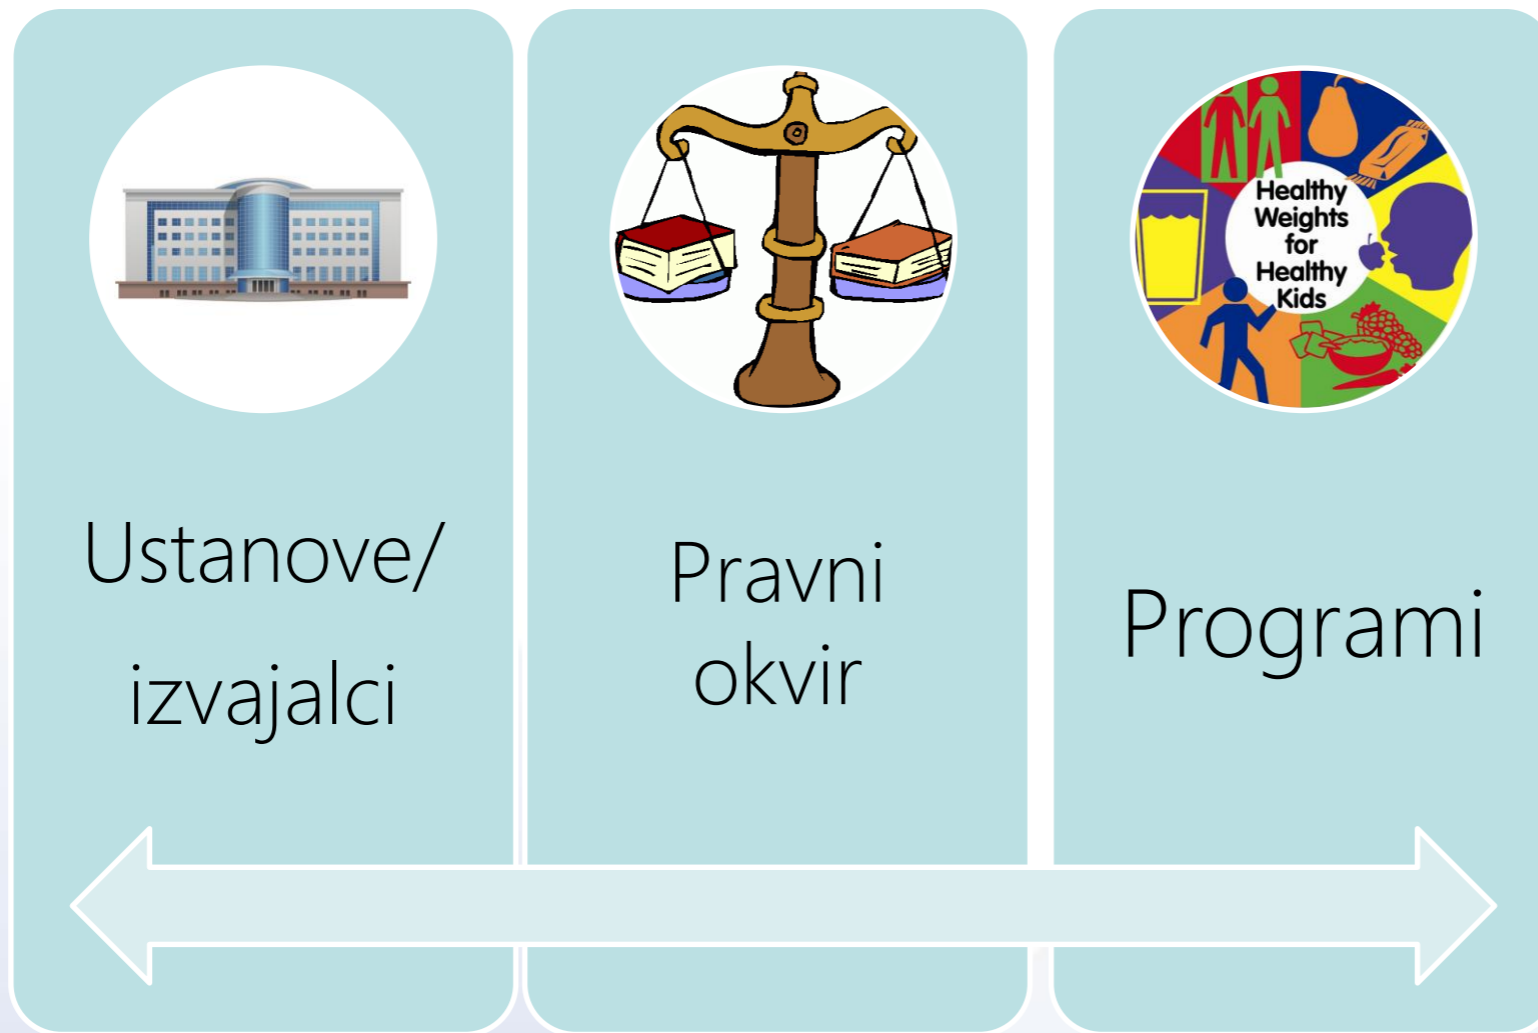 Healthy
Weights
for
Healthy
Kids
Ustanove/
izvajalci
Pravni
okvir
Programi